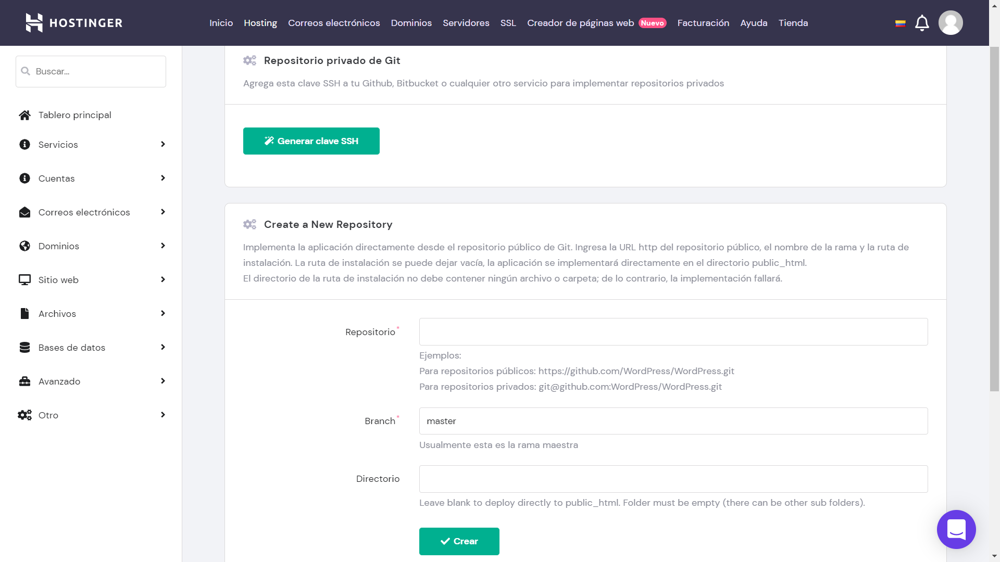 HOSTINGER
Inicio Hosting Correos electrónicos Dominios Servidores SSL Creador de páginas web Nuevo Facturación Ayuda Tienda
Buscar...
Tablero principal
Servicios
Cuentas
Correos electrónicos
Dominios
Sitio web
Archivos
Bases de datos
Avanzado
Otro
Repositorio privado de Git
Agrega esta clave SSH a tu Github, Bitbucket o cualquier otro servicio para implementar repositorios privados
Generar clave SSH
Create a New Repository
Implementa la aplicación directamente desde el repositorio público de Git. Ingresa la URL http del repositorio público, el nombre de la rama y la ruta de
instalación. La ruta de instalación se puede dejar vacía, la aplicación se implementará directamente en el directorio public_html.
El directorio de la ruta de instalación no debe contener ningún archivo o carpeta; de lo contrario, la implementación fallará.
Repositorio*
Ejemplos:
Para repositorios públicos: https://github.com/WordPress/WordPress.git
Para repositorios privados: git@github.com:WordPress/WordPress.git
Branch* master
Usualmente esta es la rama maestra
Directorio
Leave blank to deploy directly to public_html. Folder must be empty (there can be other sub folders).
Crear